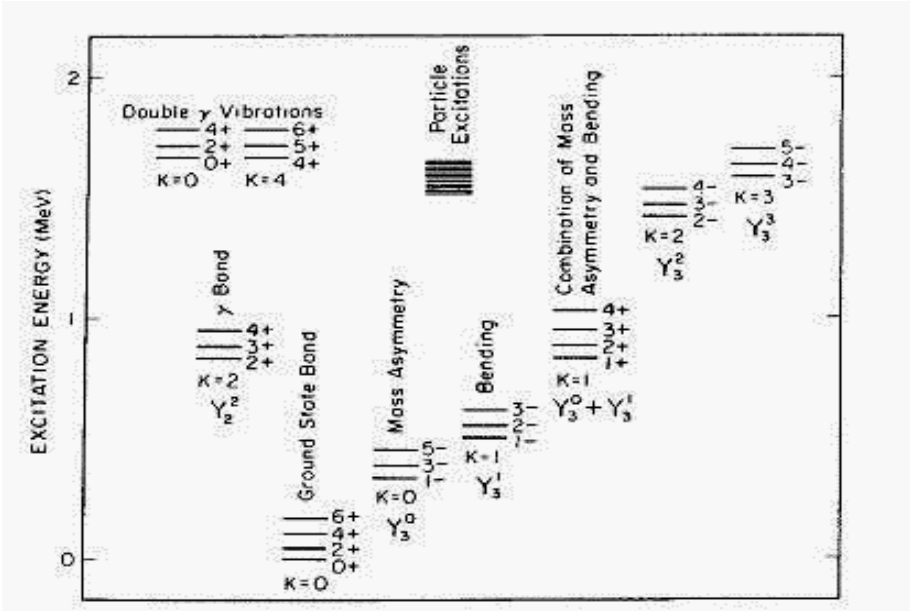 EXCITATION ENERGY (MeV)
2
1
0
Double γ Vibrations
4+
2+
0+
K=0
6+
5+
4+
K=4
γ Band
4+
3+
2+
K=2
Y₂²
Ground State Band
6+
4+
2+
0+
K=0
Mass Asymmetry
5-
3-
1-
K=0
Y₃⁰
Particle
Excitations
Bending
3-
2-
1-
K=1
Y₃¹
Combination of Mass
Asymmetry and Bending
4+
3+
2+
1+
K=1
Y₃⁰ + Y₃¹
4-
3-
2-
K=2
Y₃²
5-
4-
3-
K=3
Y₃³